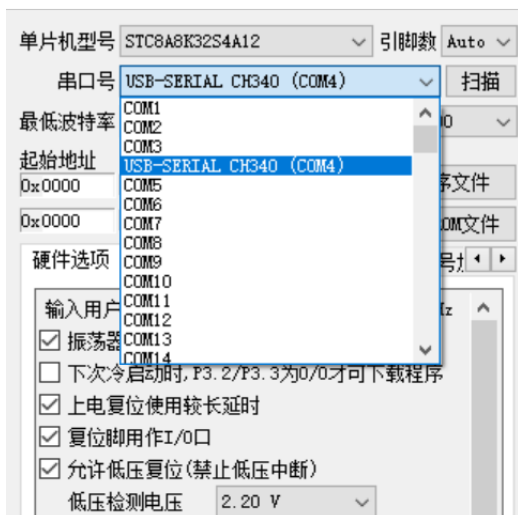 单片机型号 STC8A8K32S4A12 引脚数 Auto
串口号 USB-SERIAL CH340 (COM4) 扫描
最低波特率
COM1
COM2
COM3
USB-SERIAL CH340 (COM4)
COM5
COM6
COM7
COM8
COM9
COM10
COM11
COM12
COM13
COM14
起始地址
0x0000 文件
0x0000 文件
硬件选项
输入用户
振荡器
下次冷启动时,P3.2/P3.3为0/0才可下载程序
上电复位使用较长延时
复位脚用作I/O口
允许低压复位(禁止低压中断)
低压检测电压 2.20 V